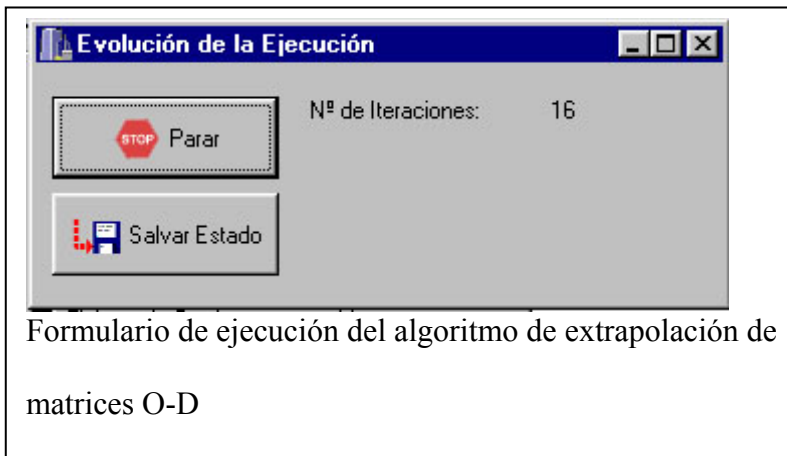 Evolución de la Ejecución
STOP Parar
Nº de Iteraciones: 16
Salvar Estado
Formulario de ejecución del algoritmo de extrapolación de
matrices O-D